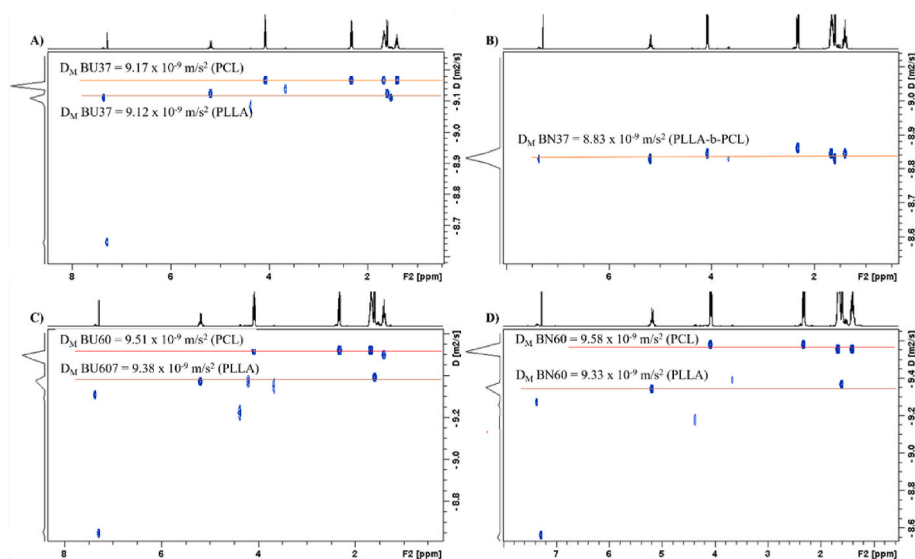 A)
D_M BU37 = 9.17 x 10^-9 m/s^2 (PCL)
D_M BU37 = 9.12 x 10^-9 m/s^2 (PLLA)
D [m2/s]
- 9.1
- 9.0
- 8.9
- 8.8
- 8.7
8 6 4 2 F2 [ppm]
B)
D_M BN37 = 8.83 x 10^-9 m/s^2 (PLLA-b-PCL)
D [m2/s]
- 9.0
- 8.9
- 8.8
- 8.7
- 8.6
8 6 4 2 F2 [ppm]
C)
D_M BU60 = 9.51 x 10^-9 m/s^2 (PCL)
D_M BU607 = 9.38 x 10^-9 m/s^2 (PLLA)
D [m2/s]
- 9.2
- 9.0
- 8.8
8 6 4 2 F2 [ppm]
D)
D_M BN60 = 9.58 x 10^-9 m/s^2 (PCL)
D_M BN60 = 9.33 x 10^-9 m/s^2 (PLLA)
D [m2/s]
- 9.4
- 9.2
- 9.0
- 8.8
- 8.6
7 6 5 4 3 2 F2 [ppm]